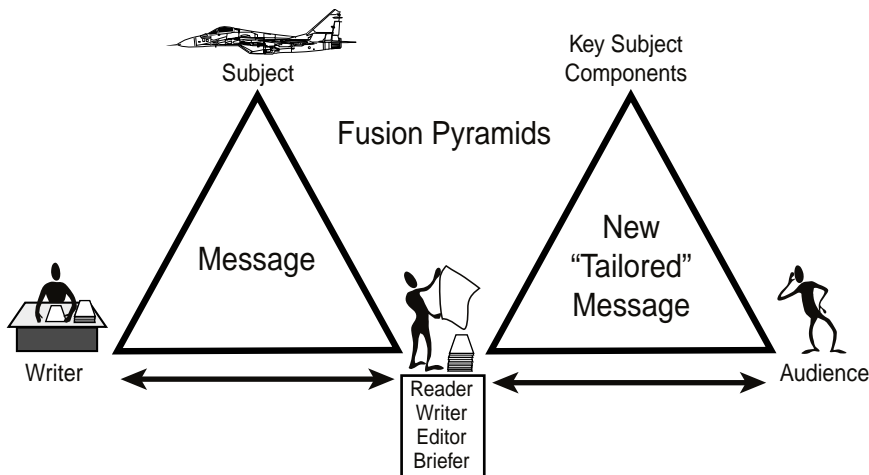 Subject
Key Subject
Components
Fusion Pyramids
Message
New
“Tailored”
Message
Writer
Reader
Writer
Editor
Briefer
Audience